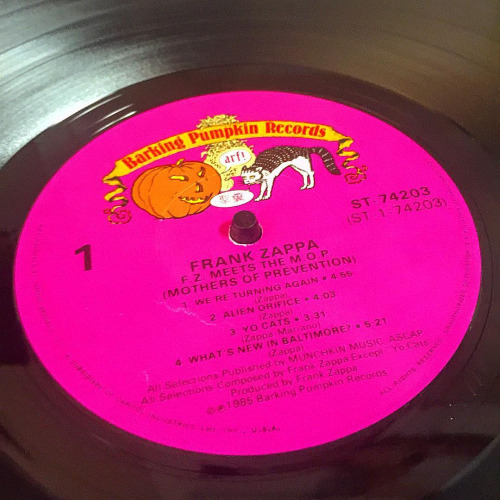 Barking Pumpkin Records
arf!
1
ST-74203
(ST-1-74203)
FRANK ZAPPA
F.Z. MEETS THE M.O.P.
(MOTHERS OF PREVENTION)
1 WE'RE TURNING AGAIN • 4:55
(Zappa)
2 ALIEN ORIFICE • 4:03
(Zappa)
3 YO CATS • 3:31
(Zappa-Mariano)
4 WHAT'S NEW IN BALTIMORE? • 5:21
(Zappa)
All Selections Published by MUNCHKIN MUSIC, ASCAP
All Selections Composed by Frank Zappa Except "Yo Cats"
Produced by Frank Zappa
©℗1985 Barking Pumpkin Records
ALL RIGHTS RESERVED
U.S.A.